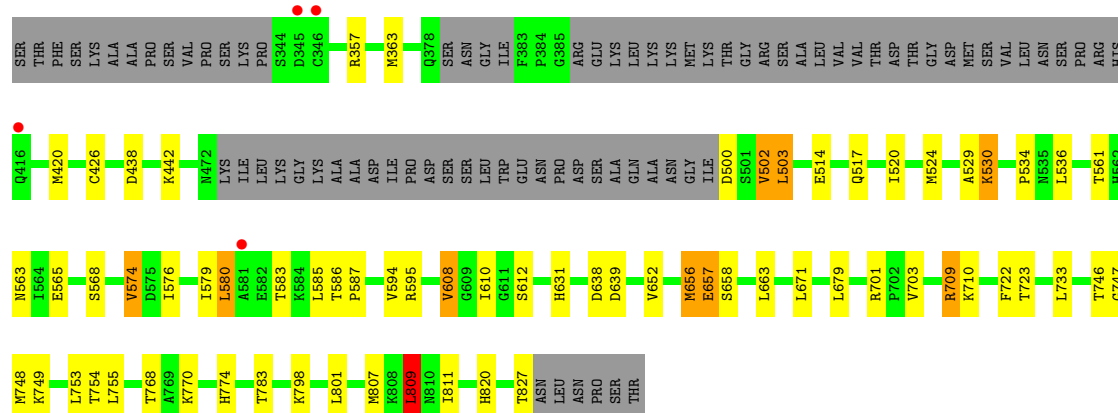 SER THR PHE SER LYS ALA ALA PRO SER VAL PRO SER LYS PRO S344 D345 C346 R357 M363 Q378 SER ASN GLY ILE F383 P384 G385 ARG GLU LYS LEU LYS LYS MET LYS THR GLY ARG SER ALA LEU VAL VAL THR ASP THR GLY ASP MET SER VAL LEU ASN SER PRO ARG HIS
Q416 M420 C426 D438 K442 N472 LYS ILE LEU LYS GLY LYS ALA ALA ASP ILE PRO ASP SER SER LEU TRP GLU ASN PRO ASP SER ALA GLN ALA ASN GLY ILE D500 S501 V502 L503 E514 Q517 I520 M524 A529 K530 P534 N535 L536 T561 H562
N563 I564 E565 S568 V574 D575 I576 I579 L580 A581 E582 T583 K584 L585 T586 P587 V594 R595 V608 G609 I610 G611 S612 H631 D638 D639 V652 M656 E657 S658 L663 L671 L679 R701 P702 V703 R709 K710 F722 T723 L733 T746 C747
M748 K749 L753 T754 L755 T768 A769 K770 H774 T783 K798 L801 M807 K808 L809 N810 I811 H820 T827 ASN LEU ASN PRO SER THR